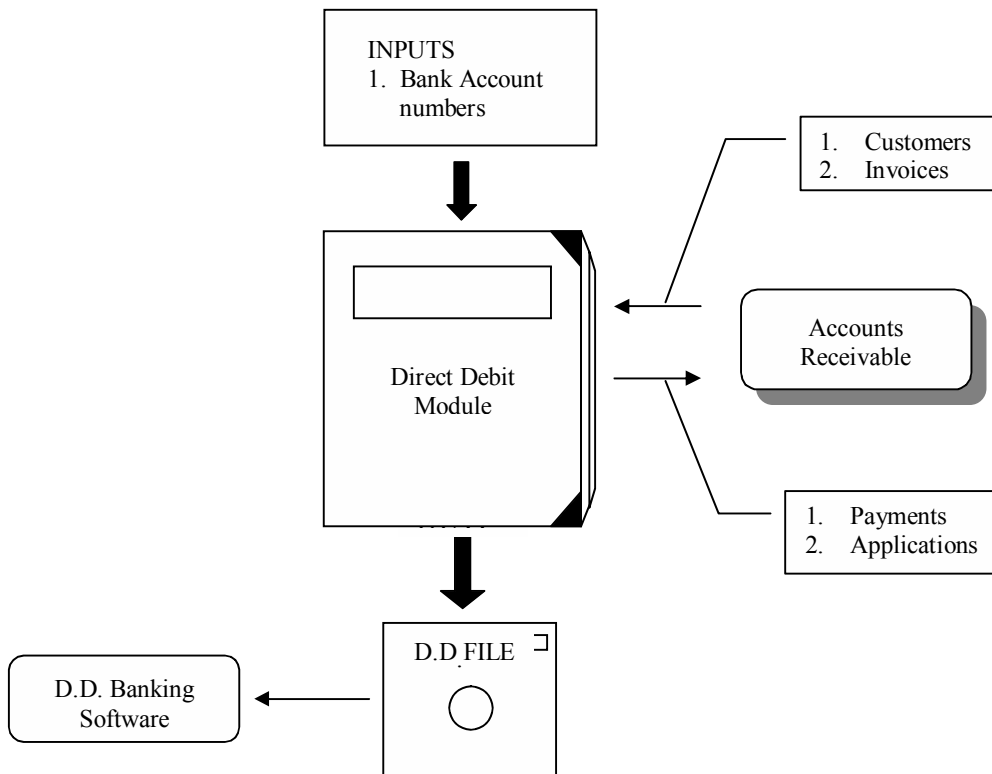 INPUTS
1. Bank Account
numbers
1. Customers
2. Invoices
Accounts
Receivable
Direct Debit
Module
1. Payments
2. Applications
D.D. FILE
D.D. Banking
Software